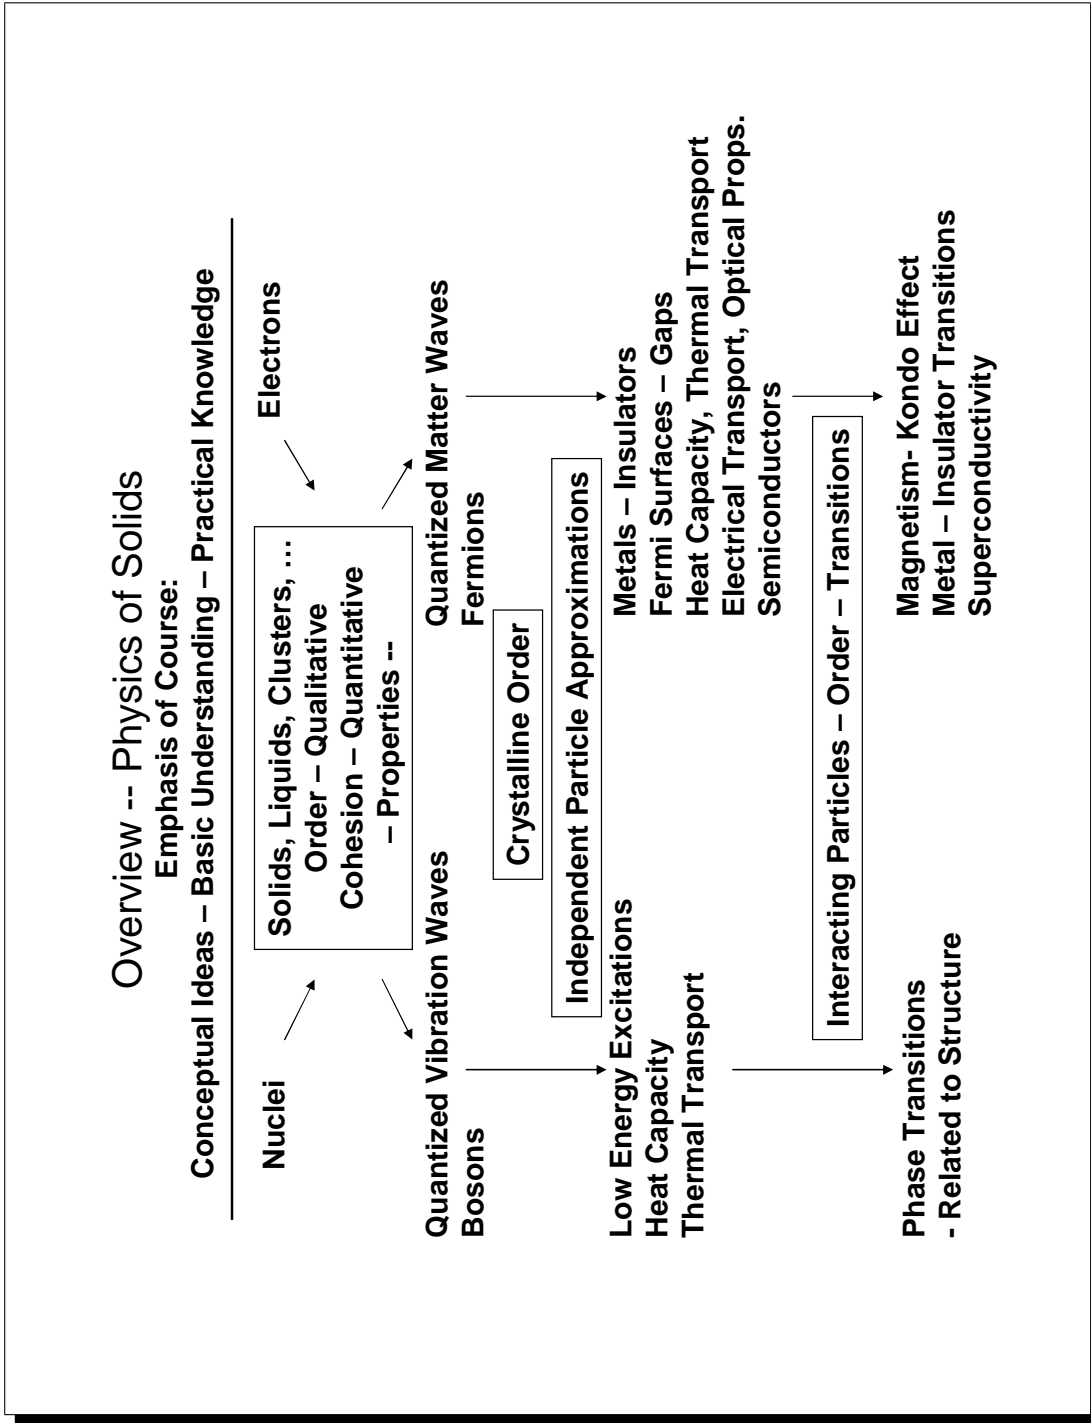 Overview -- Physics of Solids
Emphasis of Course:
Conceptual Ideas – Basic Understanding – Practical Knowledge
Nuclei
Electrons
Solids, Liquids, Clusters, …
Order – Qualitative
Cohesion – Quantitative
– Properties --
Quantized Vibration Waves
Bosons
Quantized Matter Waves
Fermions
Crystalline Order
Independent Particle Approximations
Low Energy Excitations
Heat Capacity
Thermal Transport
Metals – Insulators
Fermi Surfaces – Gaps
Heat Capacity, Thermal Transport
Electrical Transport, Optical Props.
Semiconductors
Interacting Particles – Order – Transitions
Phase Transitions
- Related to Structure
Magnetism- Kondo Effect
Metal – Insulator Transitions
Superconductivity